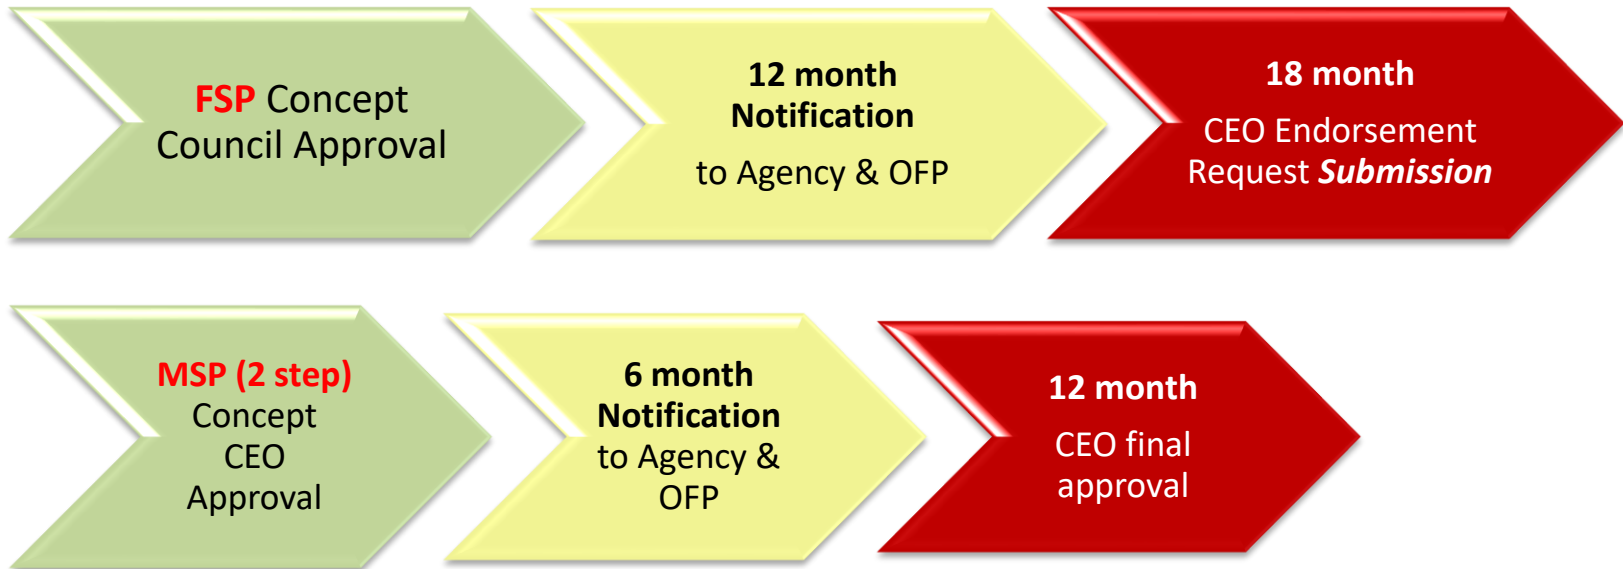 FSP Concept
Council Approval
12 month
Notification
to Agency & OFP
18 month
CEO Endorsement
Request Submission
MSP (2 step)
Concept
CEO
Approval
6 month
Notification
to Agency &
OFP
12 month
CEO final
approval